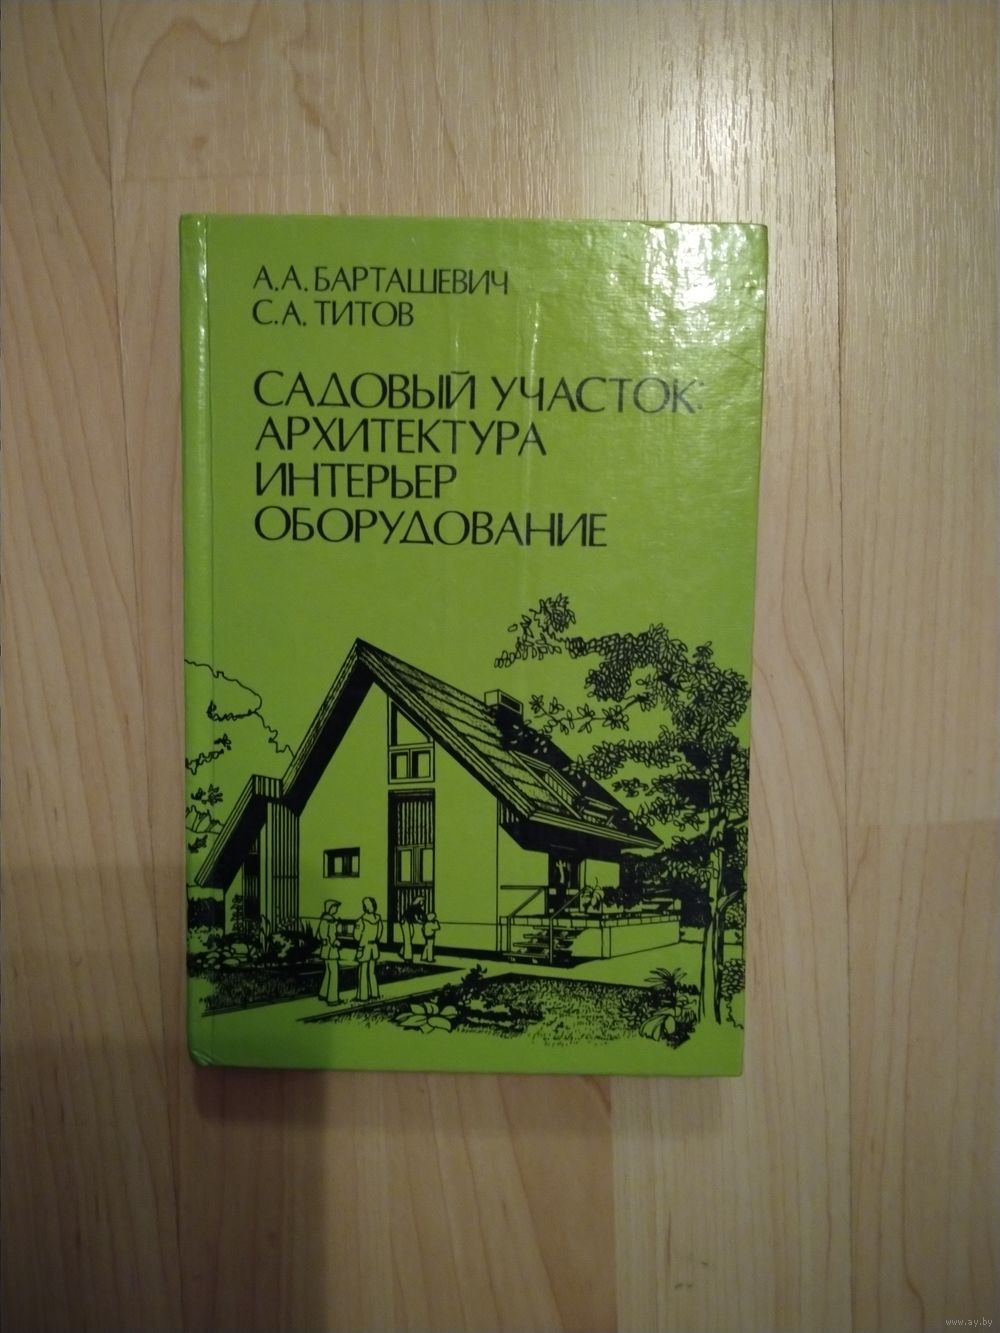 А.А. БАРТАШЕВИЧ
С.А. ТИТОВ
САДОВЫЙ УЧАСТОК:
АРХИТЕКТУРА
ИНТЕРЬЕР
ОБОРУДОВАНИЕ
www.ay.by